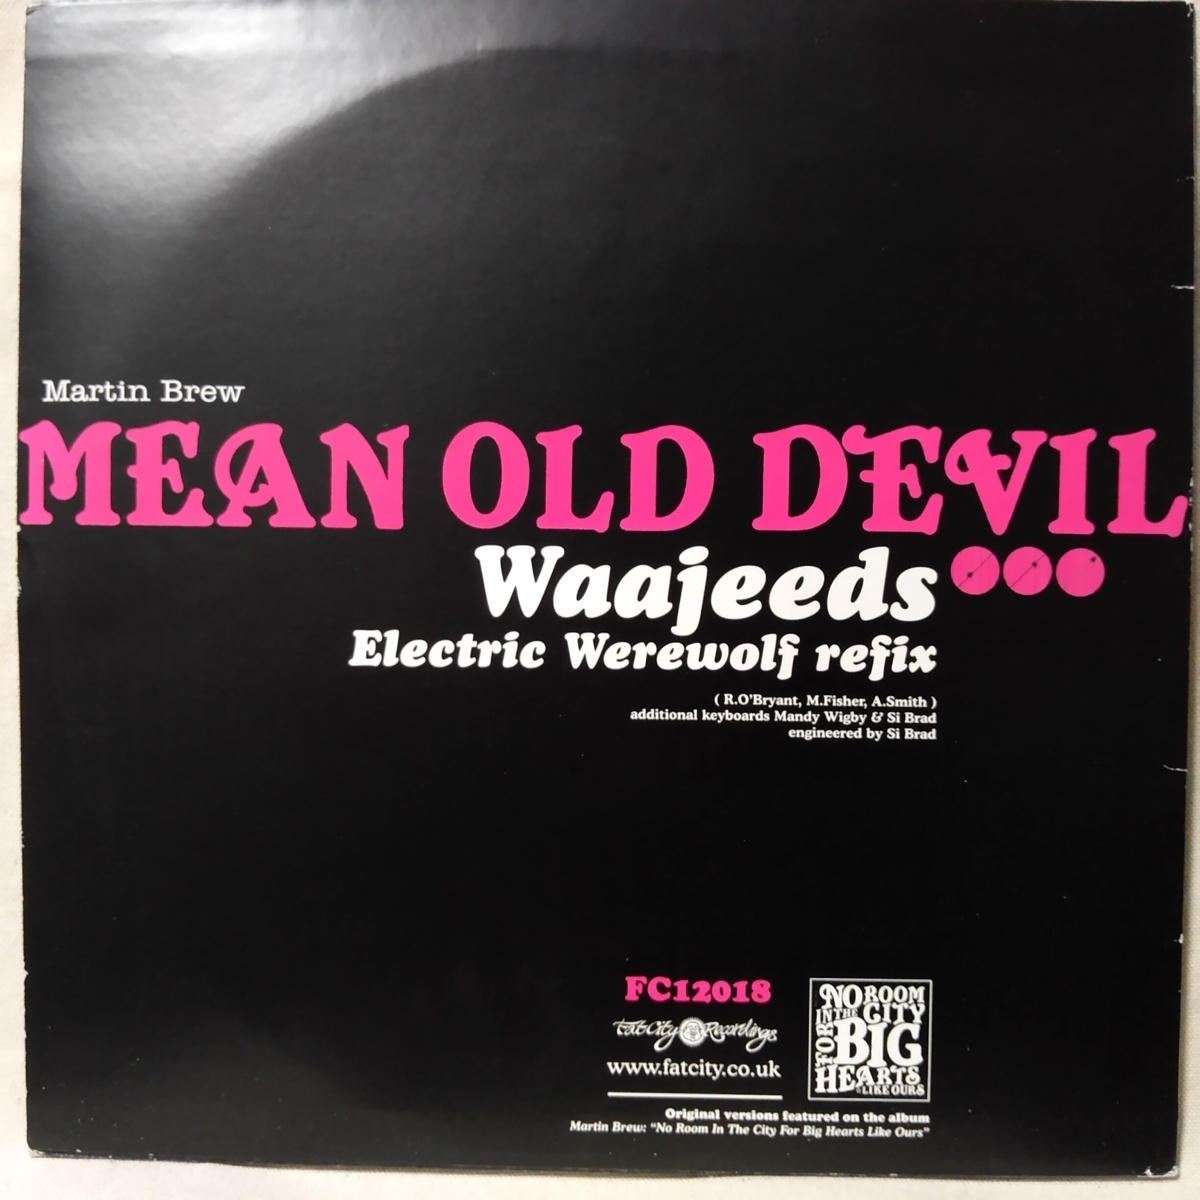 Martin Brew
MEAN OLD DEVIL
Waajeeds
Electric Werewolf refix
( R.O'Bryant, M.Fisher, A.Smith )
additional keyboards Mandy Wigby & Si Brad
engineered by Si Brad
FC12018
Fat City Recordings
www.fatcity.co.uk
NO ROOM
IN THE CITY
FOR BIG
HEARTS
LIKE OURS
Original versions featured on the album
Martin Brew: "No Room In The City For Big Hearts Like Ours"